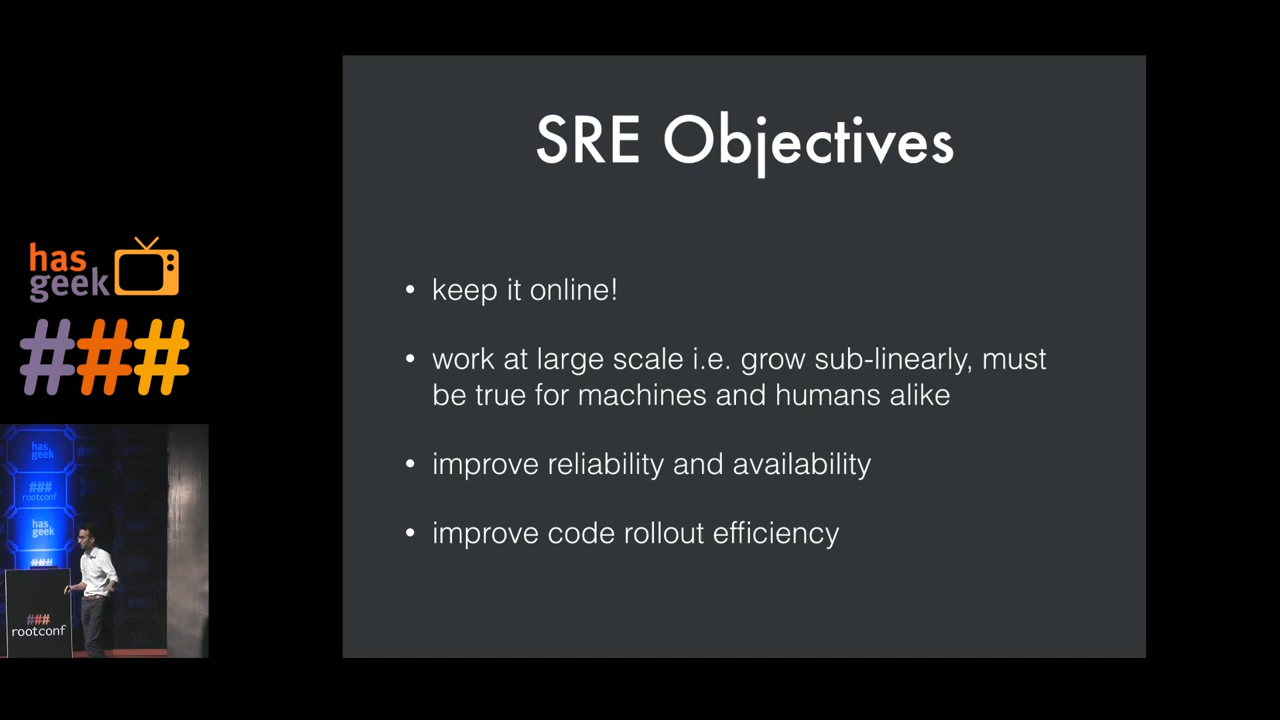 SRE Objectives
• keep it online!
• work at large scale i.e. grow sub-linearly, must
be true for machines and humans alike
• improve reliability and availability
• improve code rollout efficiency
has
geek
###
has
geek
###
rootconf
has
geek
###
###
rootconf